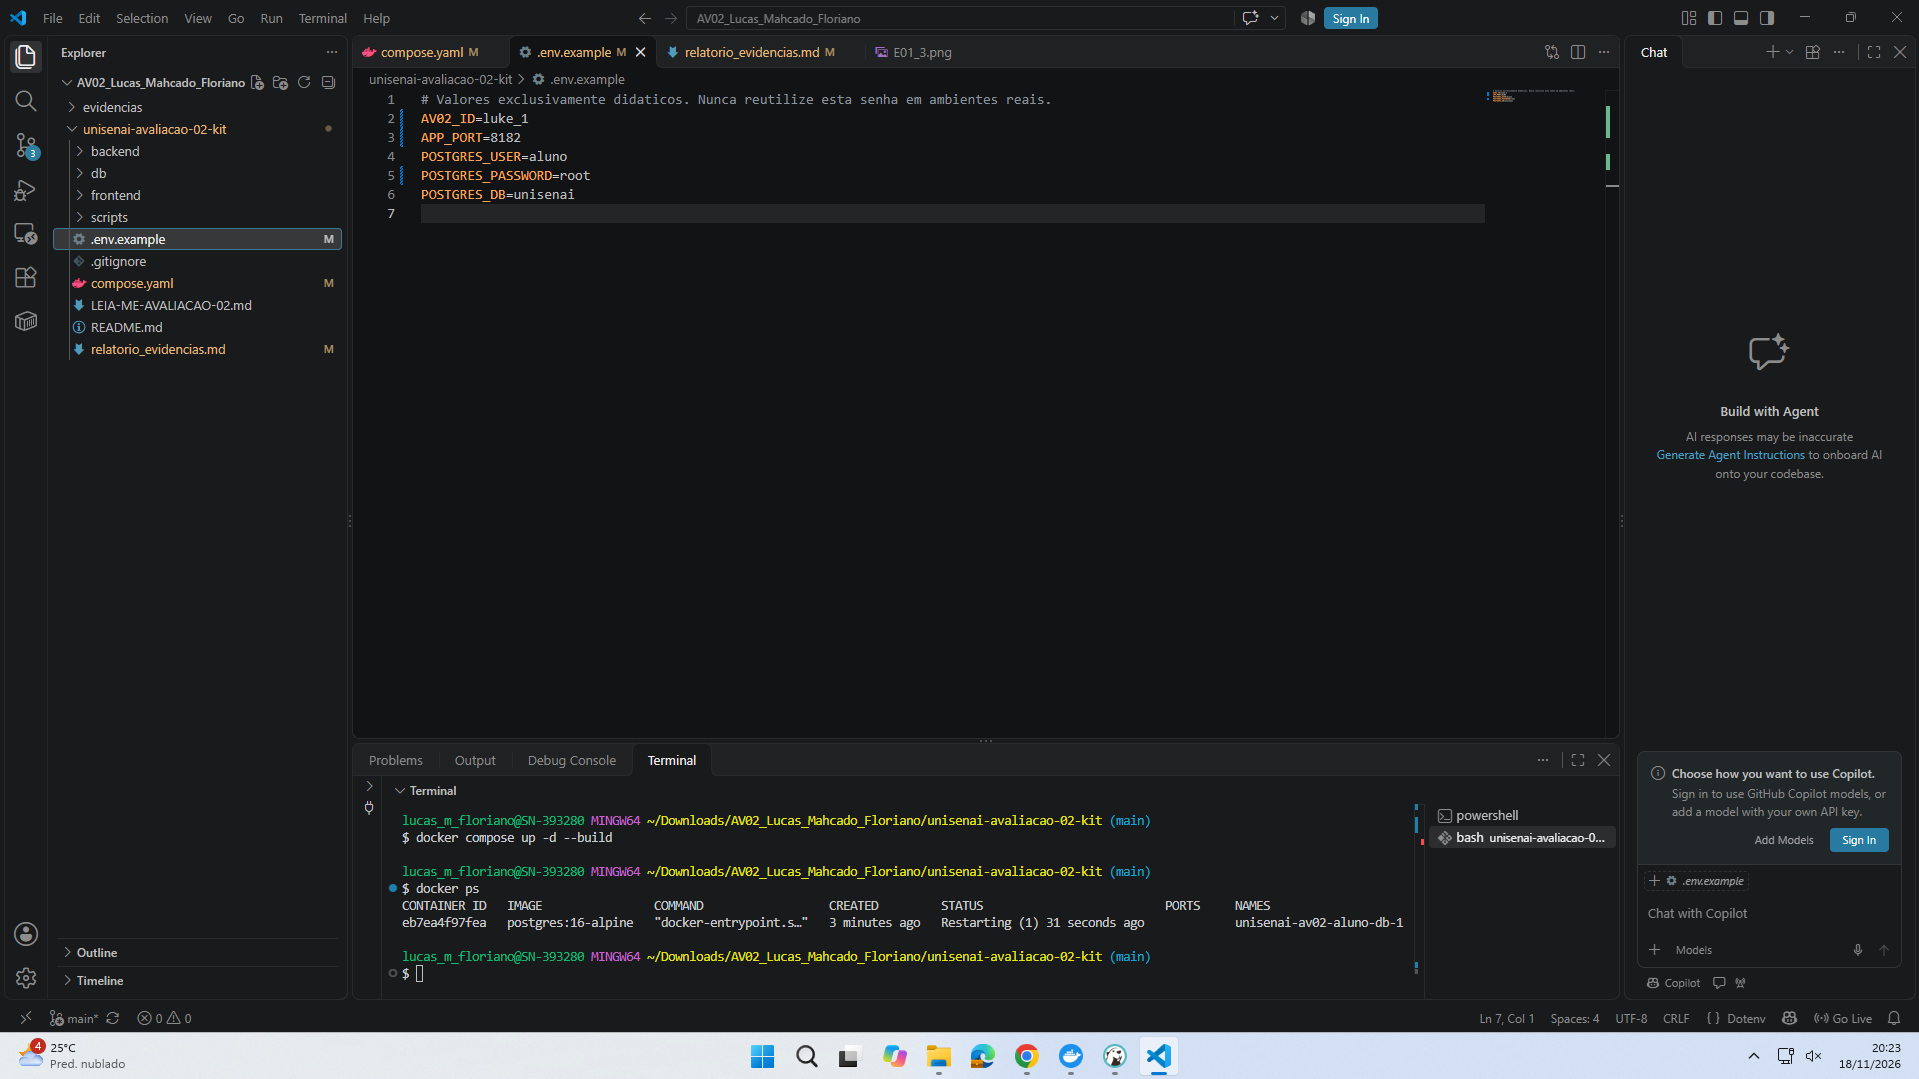 File Edit Selection View Go Run Terminal Help
AV02_Lucas_Mahcado_Floriano
Sign In
Explorer
AV02_Lucas_Mahcado_Floriano
evidencias
unisenai-avaliacao-02-kit
backend
db
frontend
scripts
.env.example M
.gitignore
compose.yaml M
LEIA-ME-AVALIACAO-02.md
README.md
relatorio_evidencias.md M
3
Outline
Timeline
compose.yaml M
.env.example M
relatorio_evidencias.md M
E01_3.png
unisenai-avaliacao-02-kit > .env.example
1 # Valores exclusivamente didaticos. Nunca reutilize esta senha em ambientes reais.
2 AV02_ID=luke_1
3 APP_PORT=8182
4 POSTGRES_USER=aluno
5 POSTGRES_PASSWORD=root
6 POSTGRES_DB=unisenai
7
Problems Output Debug Console Terminal
Terminal
lucas_m_floriano@SN-393280 MINGW64 ~/Downloads/AV02_Lucas_Mahcado_Floriano/unisenai-avaliacao-02-kit (main)
$ docker compose up -d --build
lucas_m_floriano@SN-393280 MINGW64 ~/Downloads/AV02_Lucas_Mahcado_Floriano/unisenai-avaliacao-02-kit (main)
$ docker ps
CONTAINER ID IMAGE COMMAND CREATED STATUS PORTS NAMES
eb7ea4f97fea postgres:16-alpine "docker-entrypoint.s…" 3 minutes ago Restarting (1) 31 seconds ago unisenai-av02-aluno-db-1
lucas_m_floriano@SN-393280 MINGW64 ~/Downloads/AV02_Lucas_Mahcado_Floriano/unisenai-avaliacao-02-kit (main)
$
powershell
bash unisenai-avaliacao-0...
Chat
Build with Agent
AI responses may be inaccurate
Generate Agent Instructions to onboard AI
onto your codebase.
Choose how you want to use Copilot.
Sign in to use GitHub Copilot models, or
add a model with your own API key.
Add Models Sign In
.env.example
Chat with Copilot
Models
Copilot
main* 0 0
Ln 7, Col 1 Spaces: 4 UTF-8 CRLF { } Dotenv Go Live
4
25°C
Pred. nublado
20:23
18/11/2026